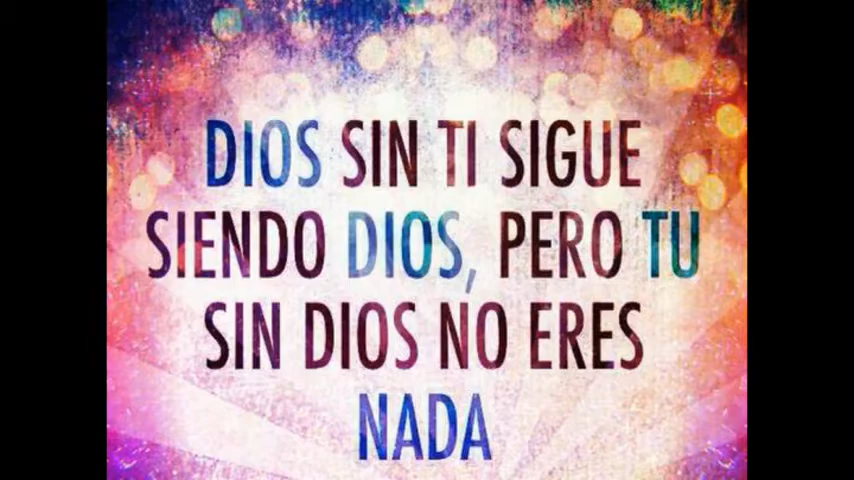 DIOS SIN TI SIGUE
SIENDO DIOS, PERO TU
SIN DIOS NO ERES
NADA